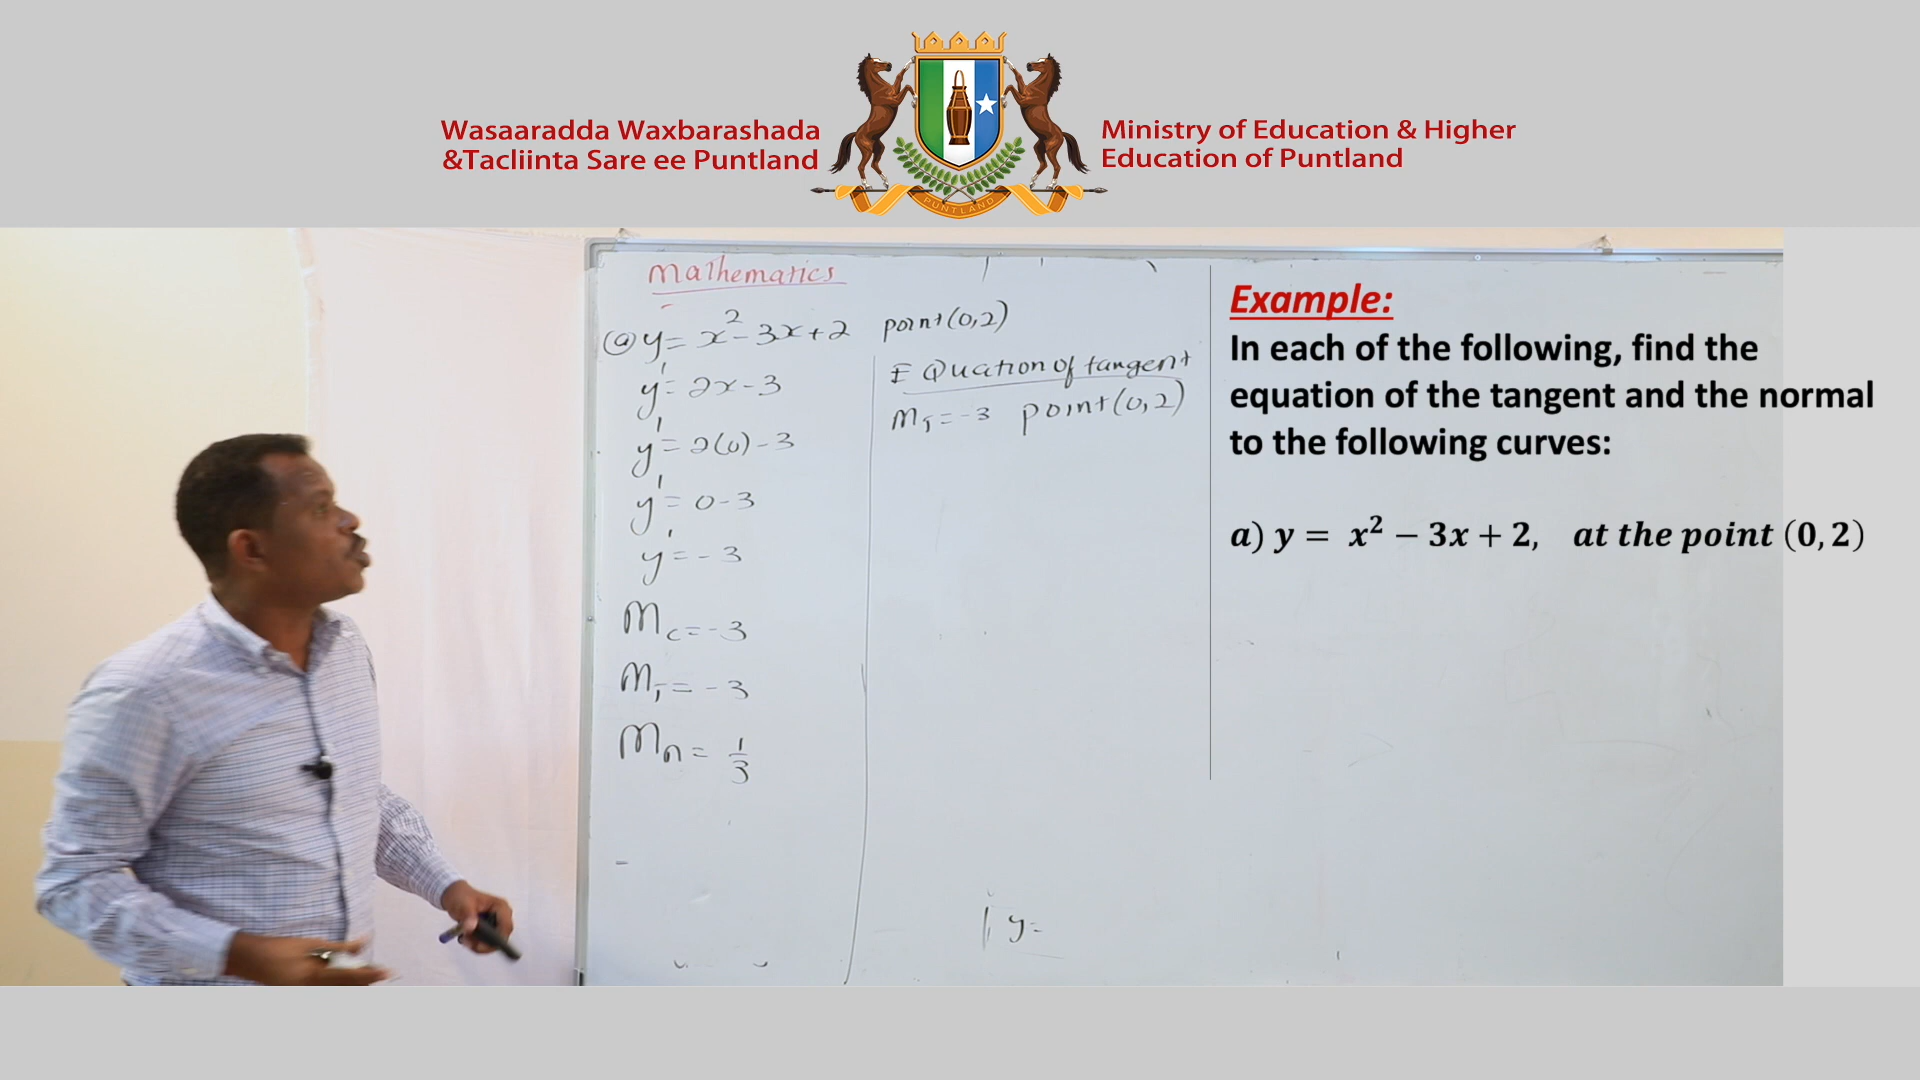 Wasaaradda Waxbarashada
&Tacliinta Sare ee Puntland
PUNTLAND
Ministry of Education & Higher
Education of Puntland
Mathematics
(a) y = x² - 3x + 2 point (0,2)
y' = 2x - 3
y' = 2(0) - 3
y' = 0 - 3
y' = - 3
Mc = -3
MT = -3
Mn = 1/3
EQuation of tangent
MT = -3 point (0,2)
y =
Example:
In each of the following, find the
equation of the tangent and the normal
to the following curves:
a) y = x² − 3x + 2, at the point (0, 2)